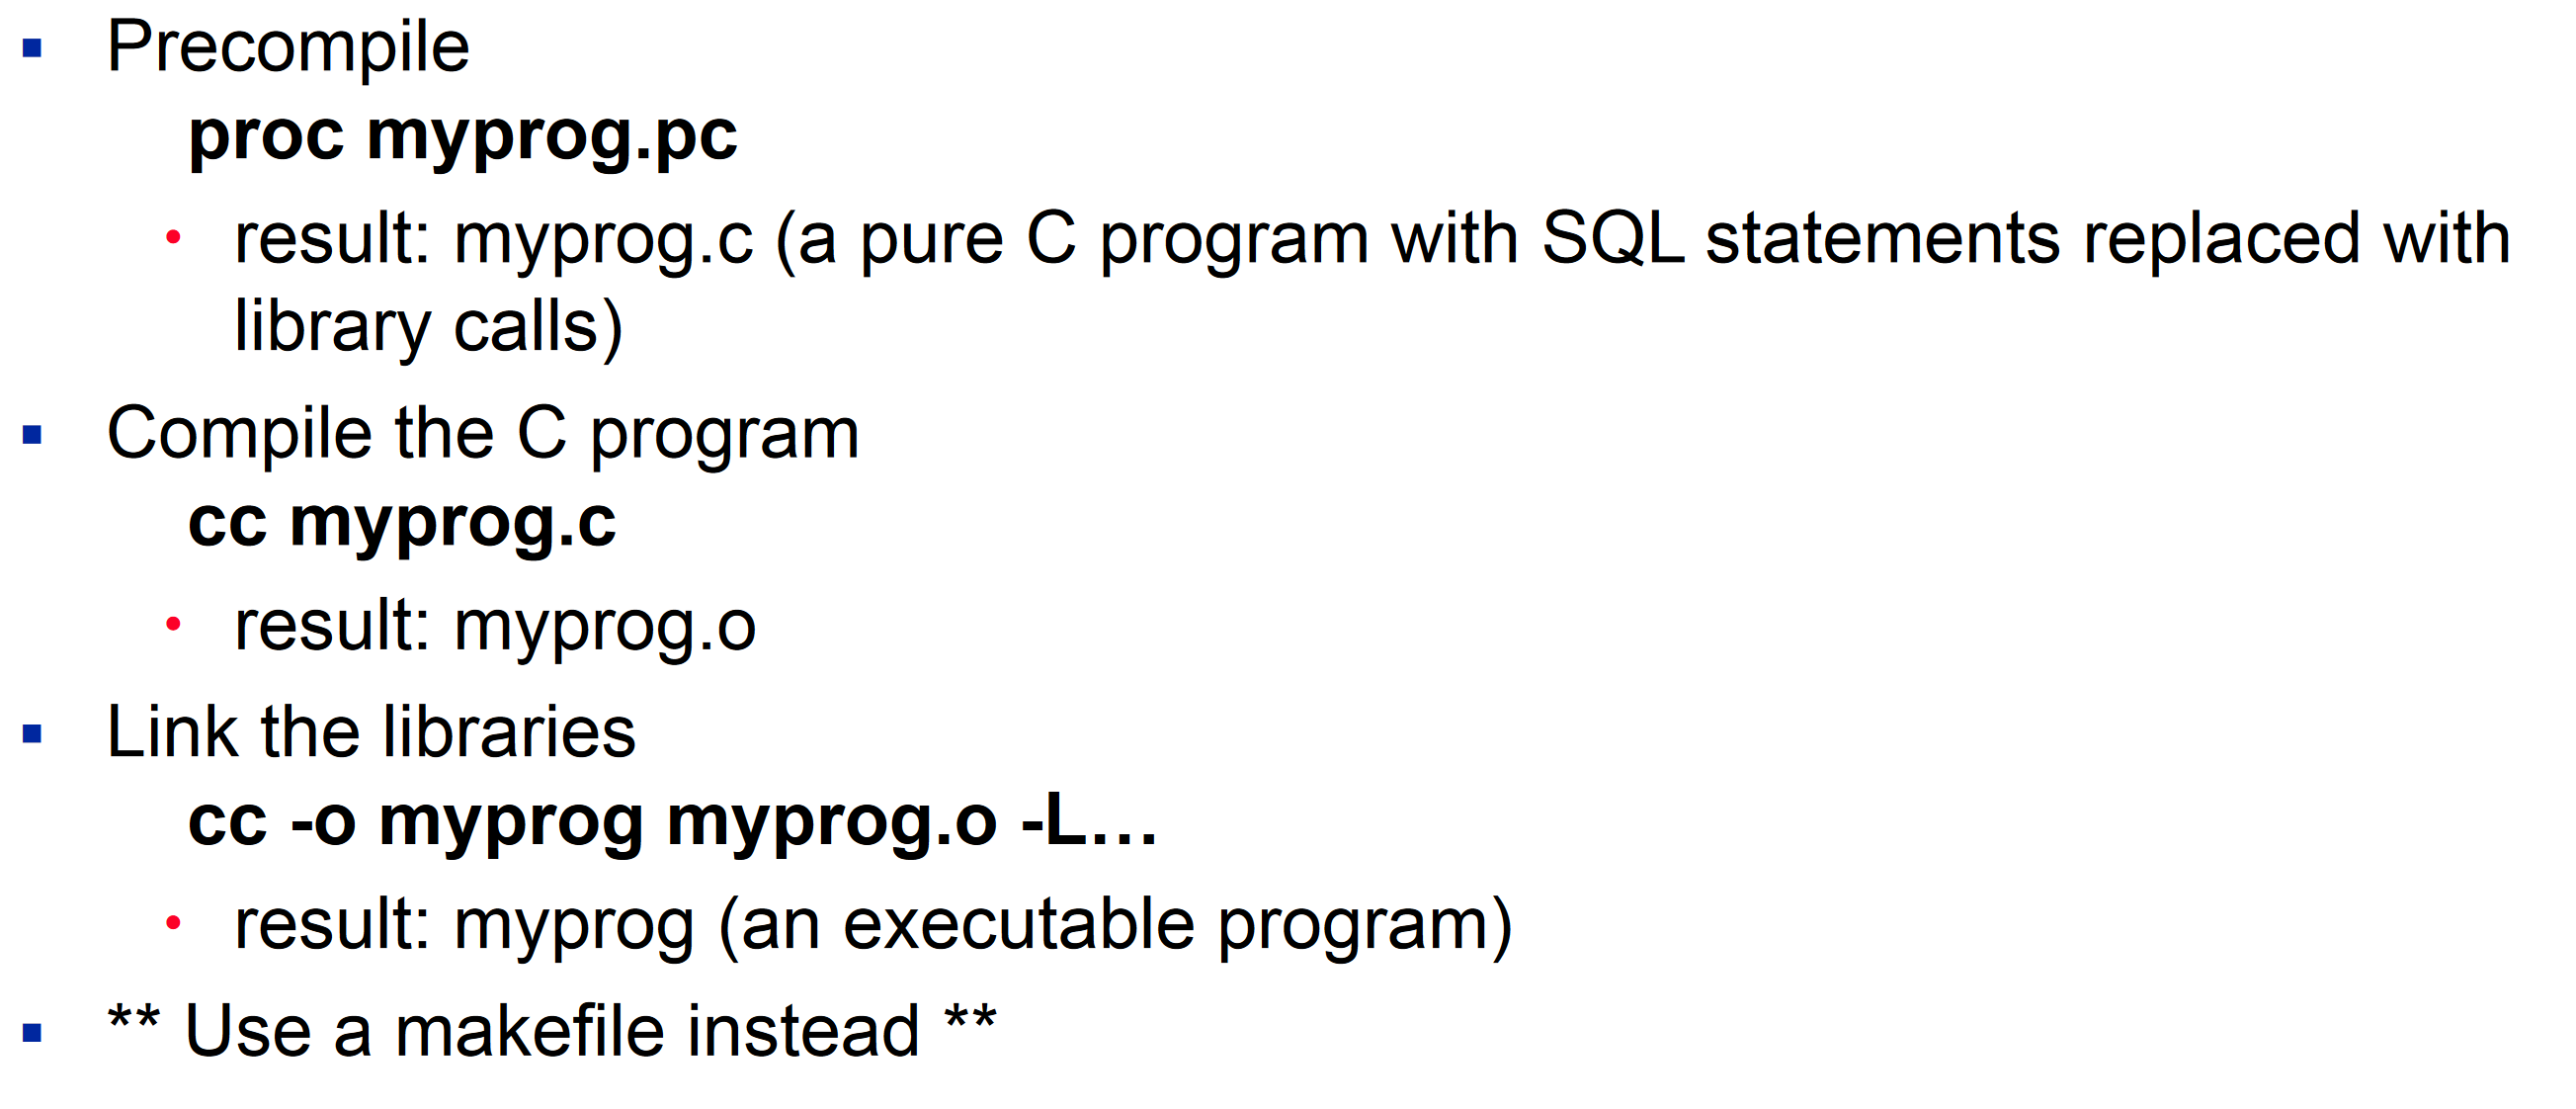 ▪ Precompile
proc myprog.pc
• result: myprog.c (a pure C program with SQL statements replaced with
library calls)
▪ Compile the C program
cc myprog.c
• result: myprog.o
▪ Link the libraries
cc -o myprog myprog.o -L…
• result: myprog (an executable program)
▪ ** Use a makefile instead **